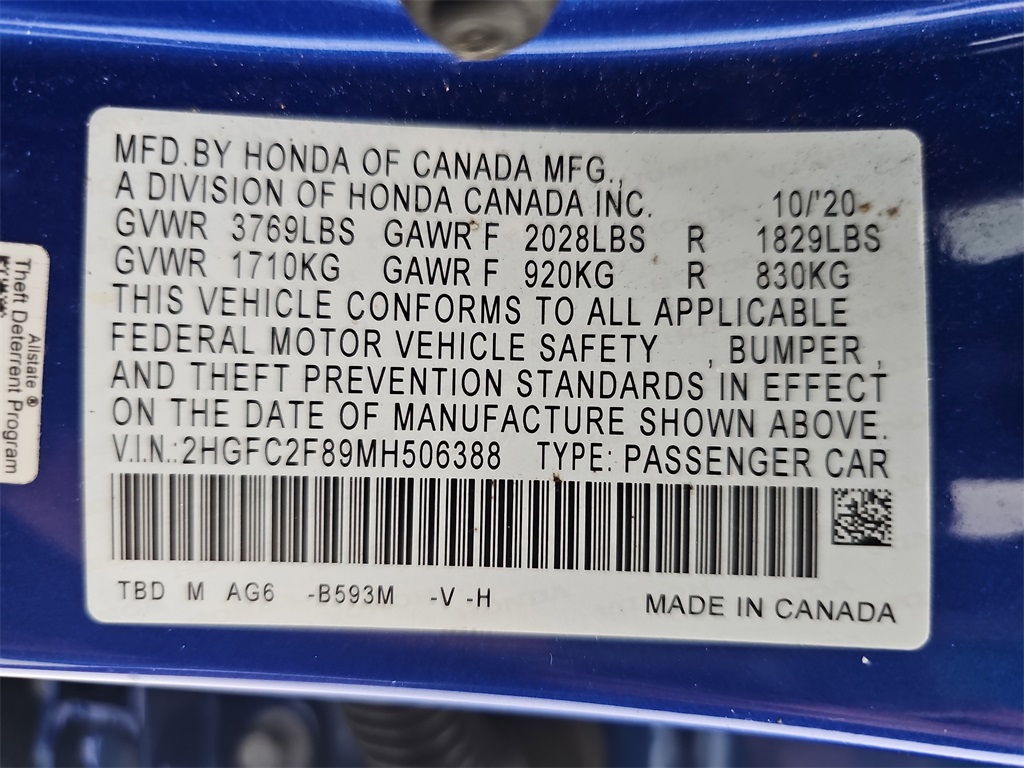 MFD.BY HONDA OF CANADA MFG.,
A DIVISION OF HONDA CANADA INC. 10/'20
GVWR 3769LBS GAWR F 2028LBS R 1829LBS
GVWR 1710KG GAWR F 920KG R 830KG
THIS VEHICLE CONFORMS TO ALL APPLICABLE
FEDERAL MOTOR VEHICLE SAFETY , BUMPER ,
AND THEFT PREVENTION STANDARDS IN EFFECT
ON THE DATE OF MANUFACTURE SHOWN ABOVE.
V.I.N.:2HGFC2F89MH506388 TYPE: PASSENGER CAR
TBD M AG6 -B593M -V -H
MADE IN CANADA
Allstate ®
Theft Deterrent Program